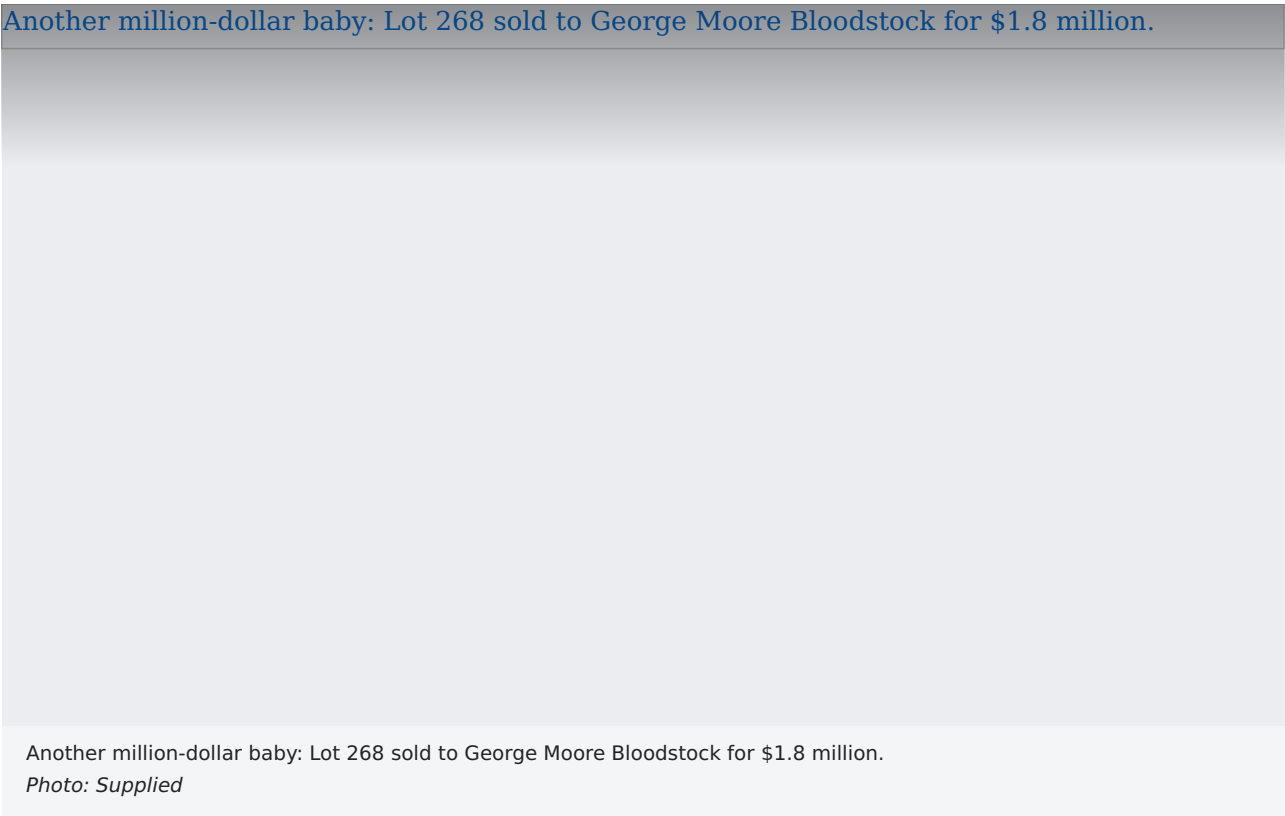 Another million-dollar baby: Lot 268 sold to George Moore Bloodstock for $1.8 million.
Another million-dollar baby: Lot 268 sold to George Moore Bloodstock for $1.8 million.
Photo: Supplied